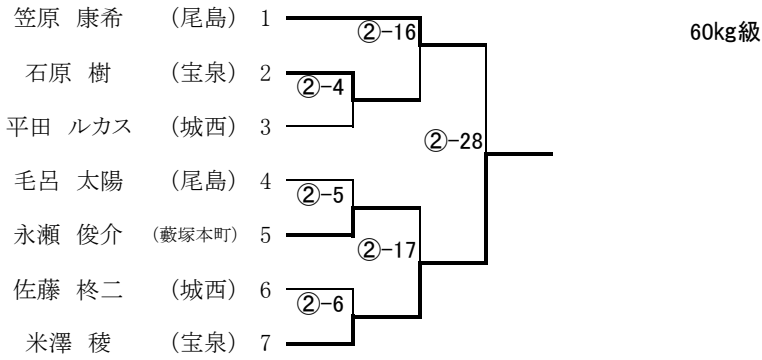 笠原 康希 （尾島） 1
②-16
60kg級
石原 樹 （宝泉） 2
②-4
平田 ルカス （城西） 3
②-28
毛呂 太陽 （尾島） 4
②-5
永瀬 俊介 （藪塚本町） 5
②-17
佐藤 柊二 （城西） 6
②-6
米澤 稜 （宝泉） 7